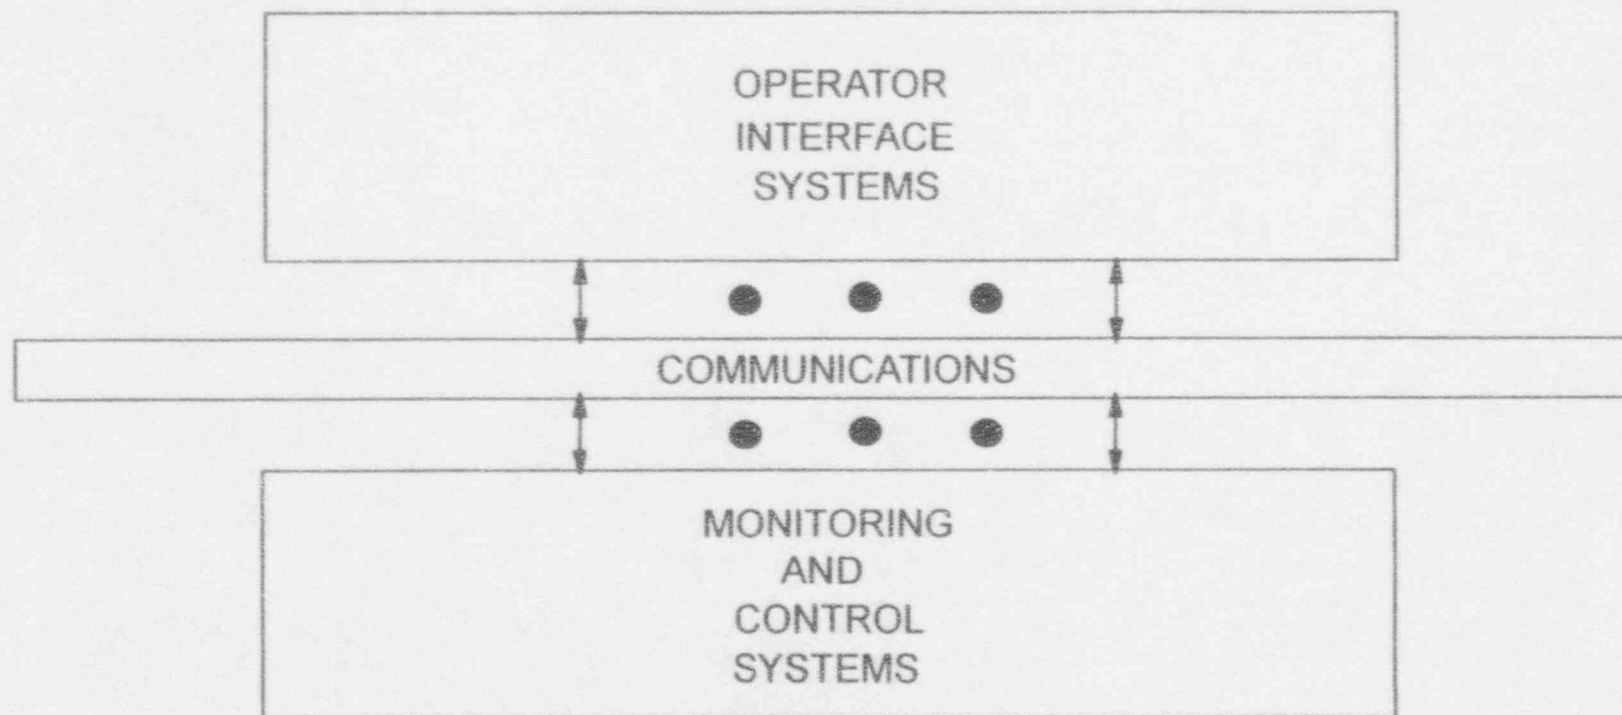 OPERATOR
INTERFACE
SYSTEMS
COMMUNICATIONS
MONITORING
AND
CONTROL
SYSTEMS